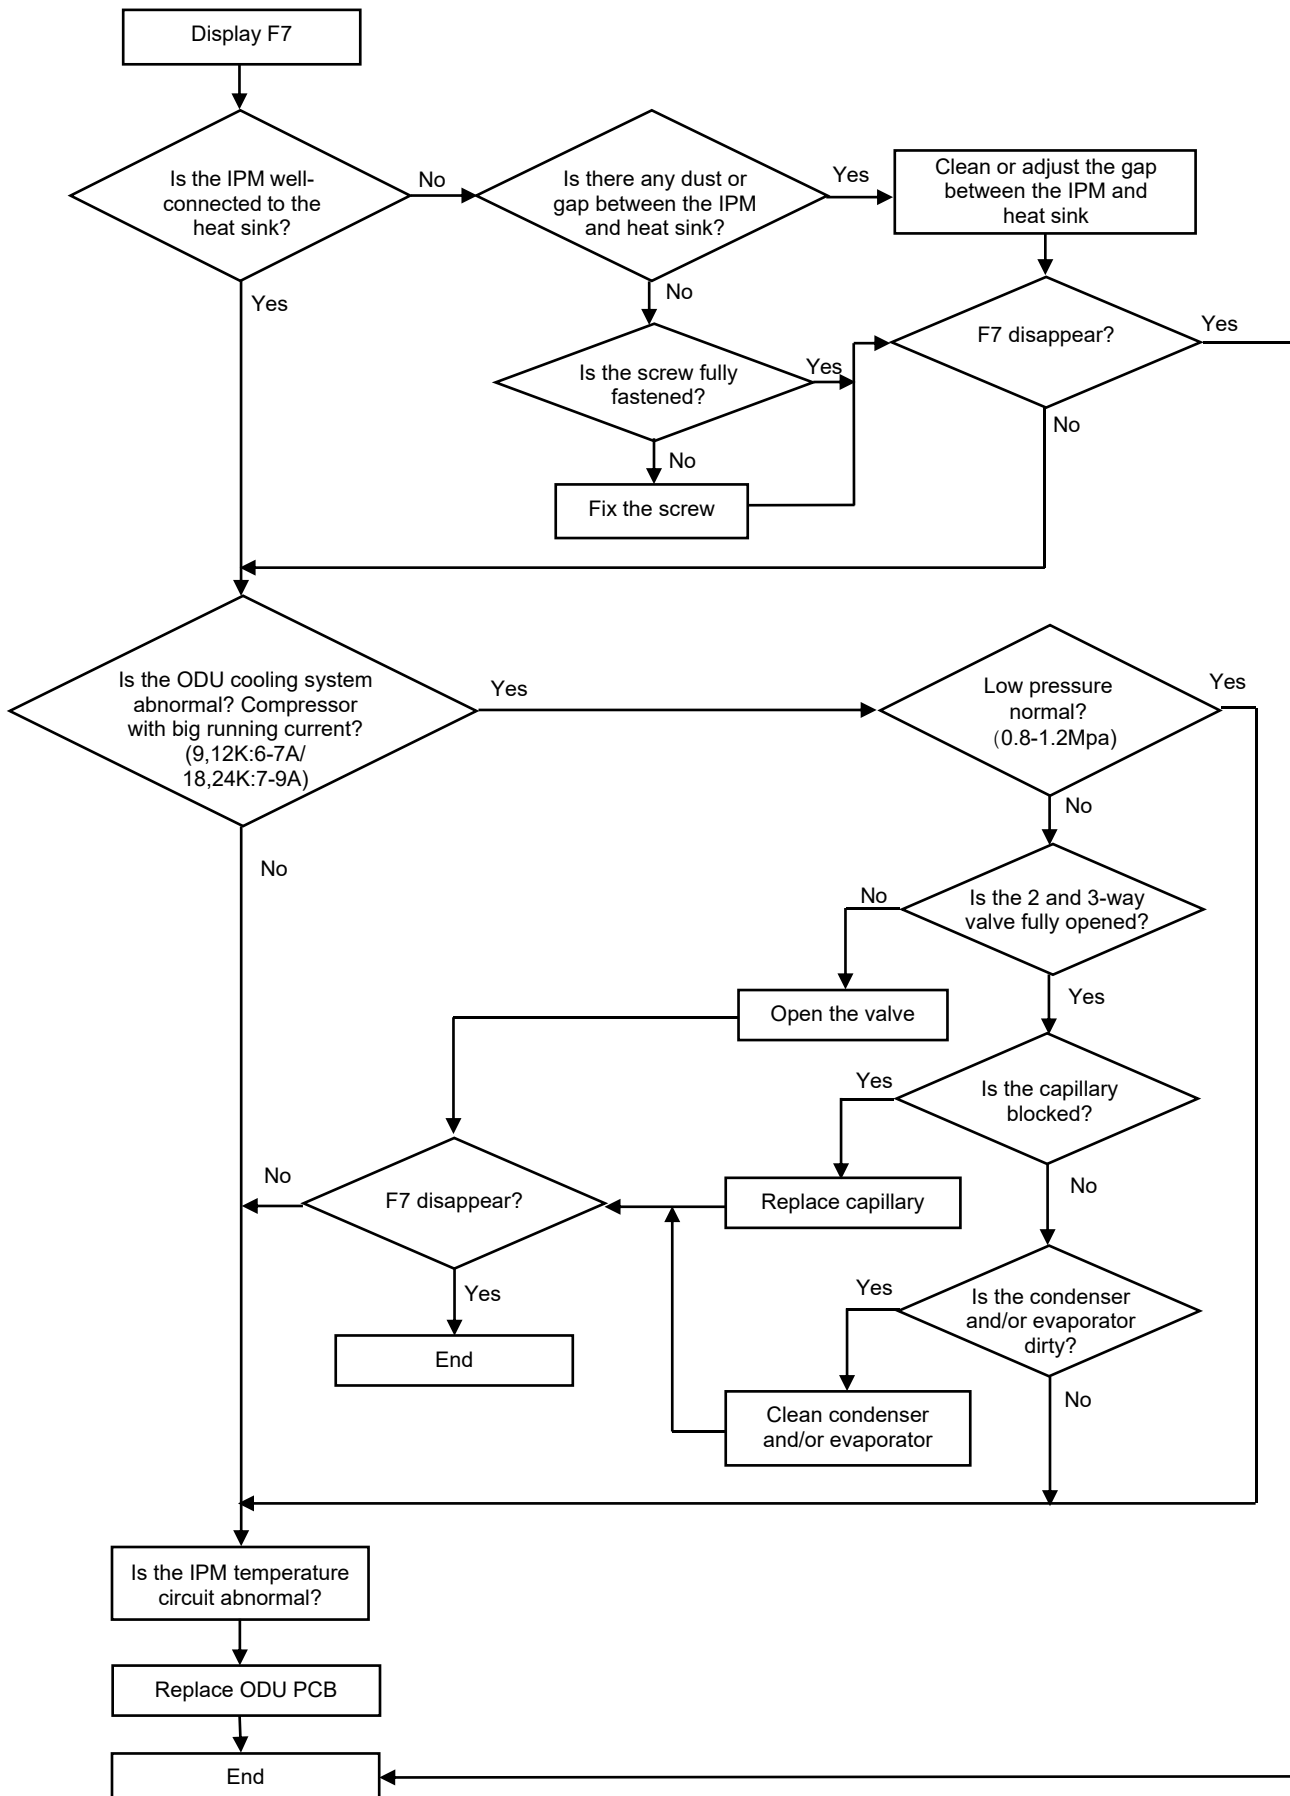 Display F7
Is the IPM well-
connected to the
heat sink?
No
Is there any dust or
gap between the IPM
and heat sink?
Yes
Clean or adjust the gap
between the IPM and
heat sink
Yes
No
F7 disappear?
Yes
Is the screw fully
fastened?
Yes
No
No
Fix the screw
Is the ODU cooling system
abnormal? Compressor
with big running current?
(9,12K:6-7A/
18,24K:7-9A)
Yes
Low pressure
normal?
(0.8-1.2Mpa)
Yes
No
No
Is the 2 and 3-way
valve fully opened?
No
Yes
Open the valve
Is the capillary
blocked?
Yes
No
Replace capillary
F7 disappear?
No
Yes
End
Is the condenser
and/or evaporator
dirty?
Yes
No
Clean condenser
and/or evaporator
Is the IPM temperature
circuit abnormal?
Replace ODU PCB
End